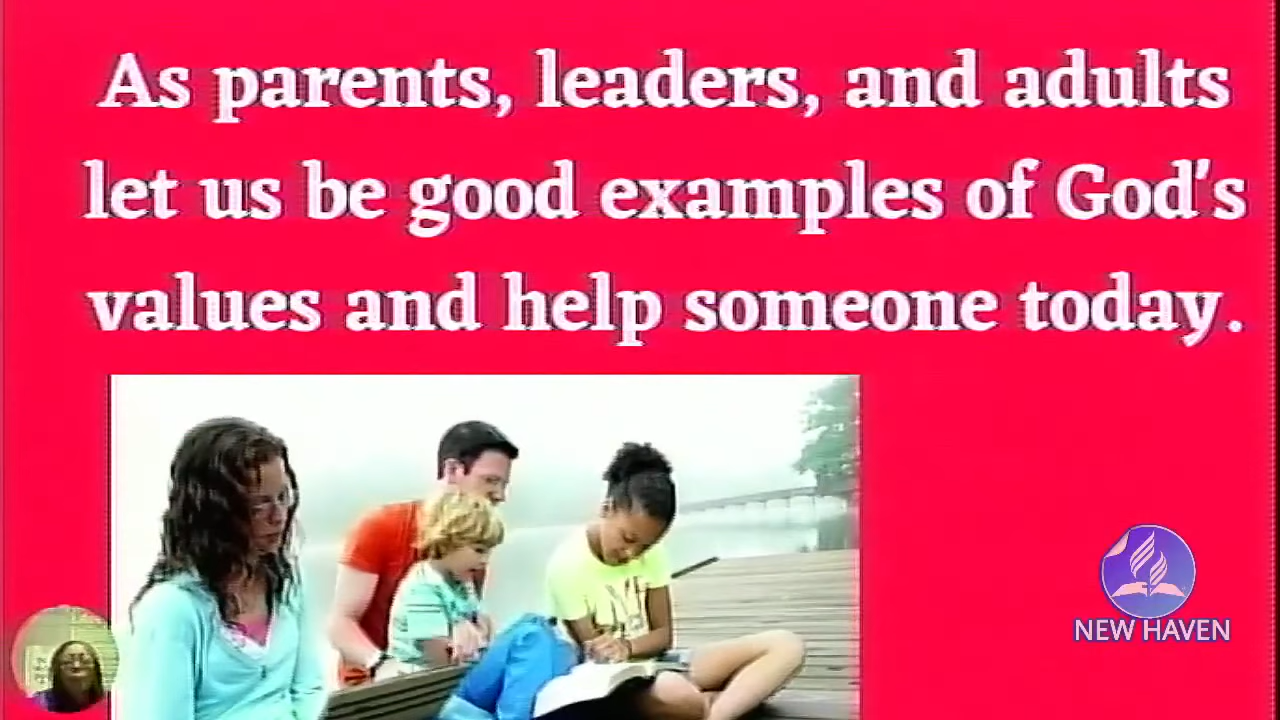 As parents, leaders, and adults
let us be good examples of God's
values and help someone today.
NEW HAVEN